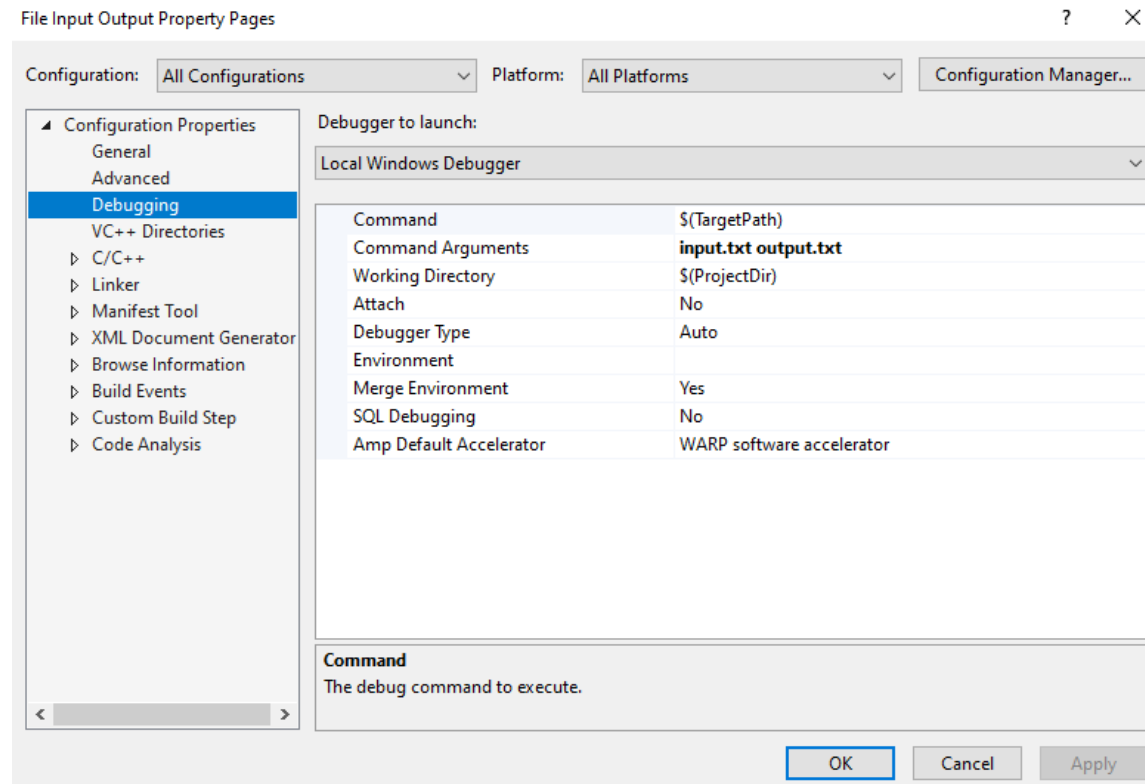 File Input Output Property Pages
?
Configuration: All Configurations Platform: All Platforms Configuration Manager...
Configuration Properties
General
Advanced
Debugging
VC++ Directories
C/C++
Linker
Manifest Tool
XML Document Generator
Browse Information
Build Events
Custom Build Step
Code Analysis
Debugger to launch:
Local Windows Debugger
Command $(TargetPath)
Command Arguments input.txt output.txt
Working Directory $(ProjectDir)
Attach No
Debugger Type Auto
Environment
Merge Environment Yes
SQL Debugging No
Amp Default Accelerator WARP software accelerator
Command
The debug command to execute.
OK Cancel Apply